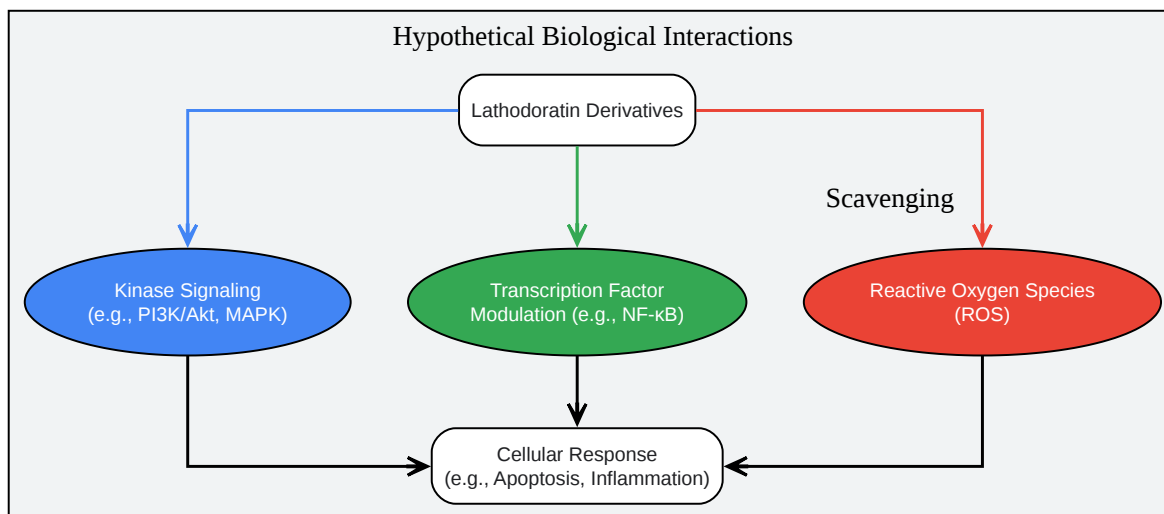 Hypothetical Biological Interactions
Lathodoratin Derivatives
Scavenging
Kinase Signaling
(e.g., PI3K/Akt, MAPK)
Transcription Factor
Modulation (e.g., NF-κB)
Reactive Oxygen Species
(ROS)
Cellular Response
(e.g., Apoptosis, Inflammation)